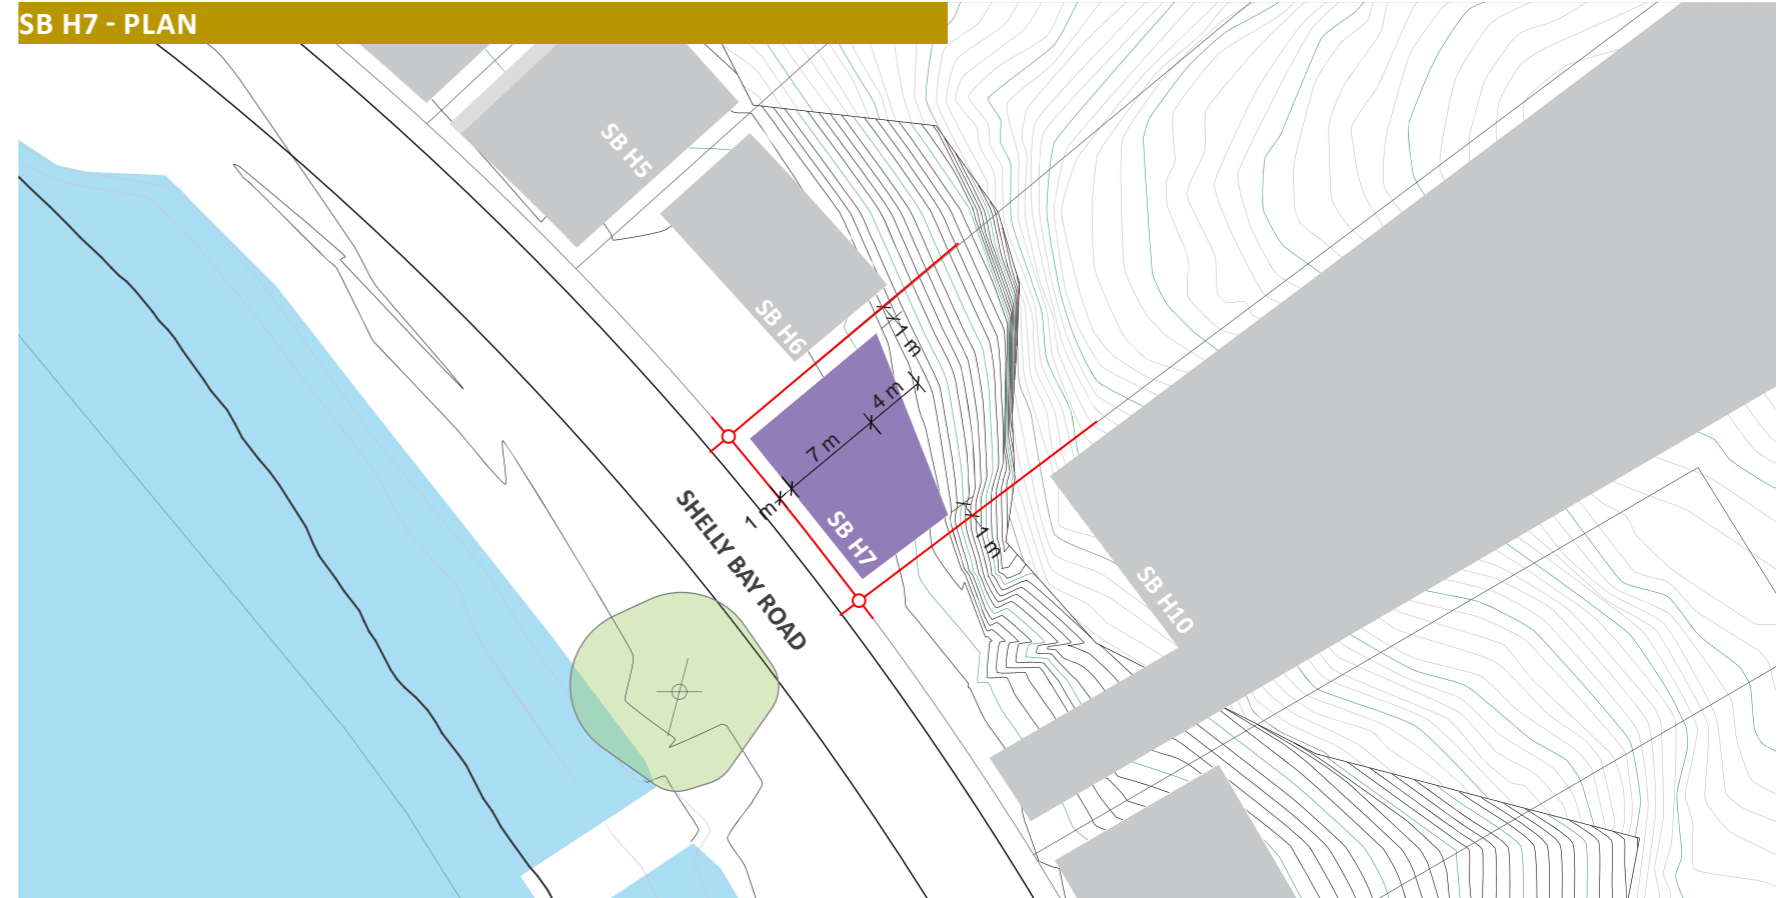 SB H7 - PLAN
SB H5
SB H6
1 m
4 m
7 m
1 m
SB H7
1 m
SHELLY BAY ROAD
SB H10